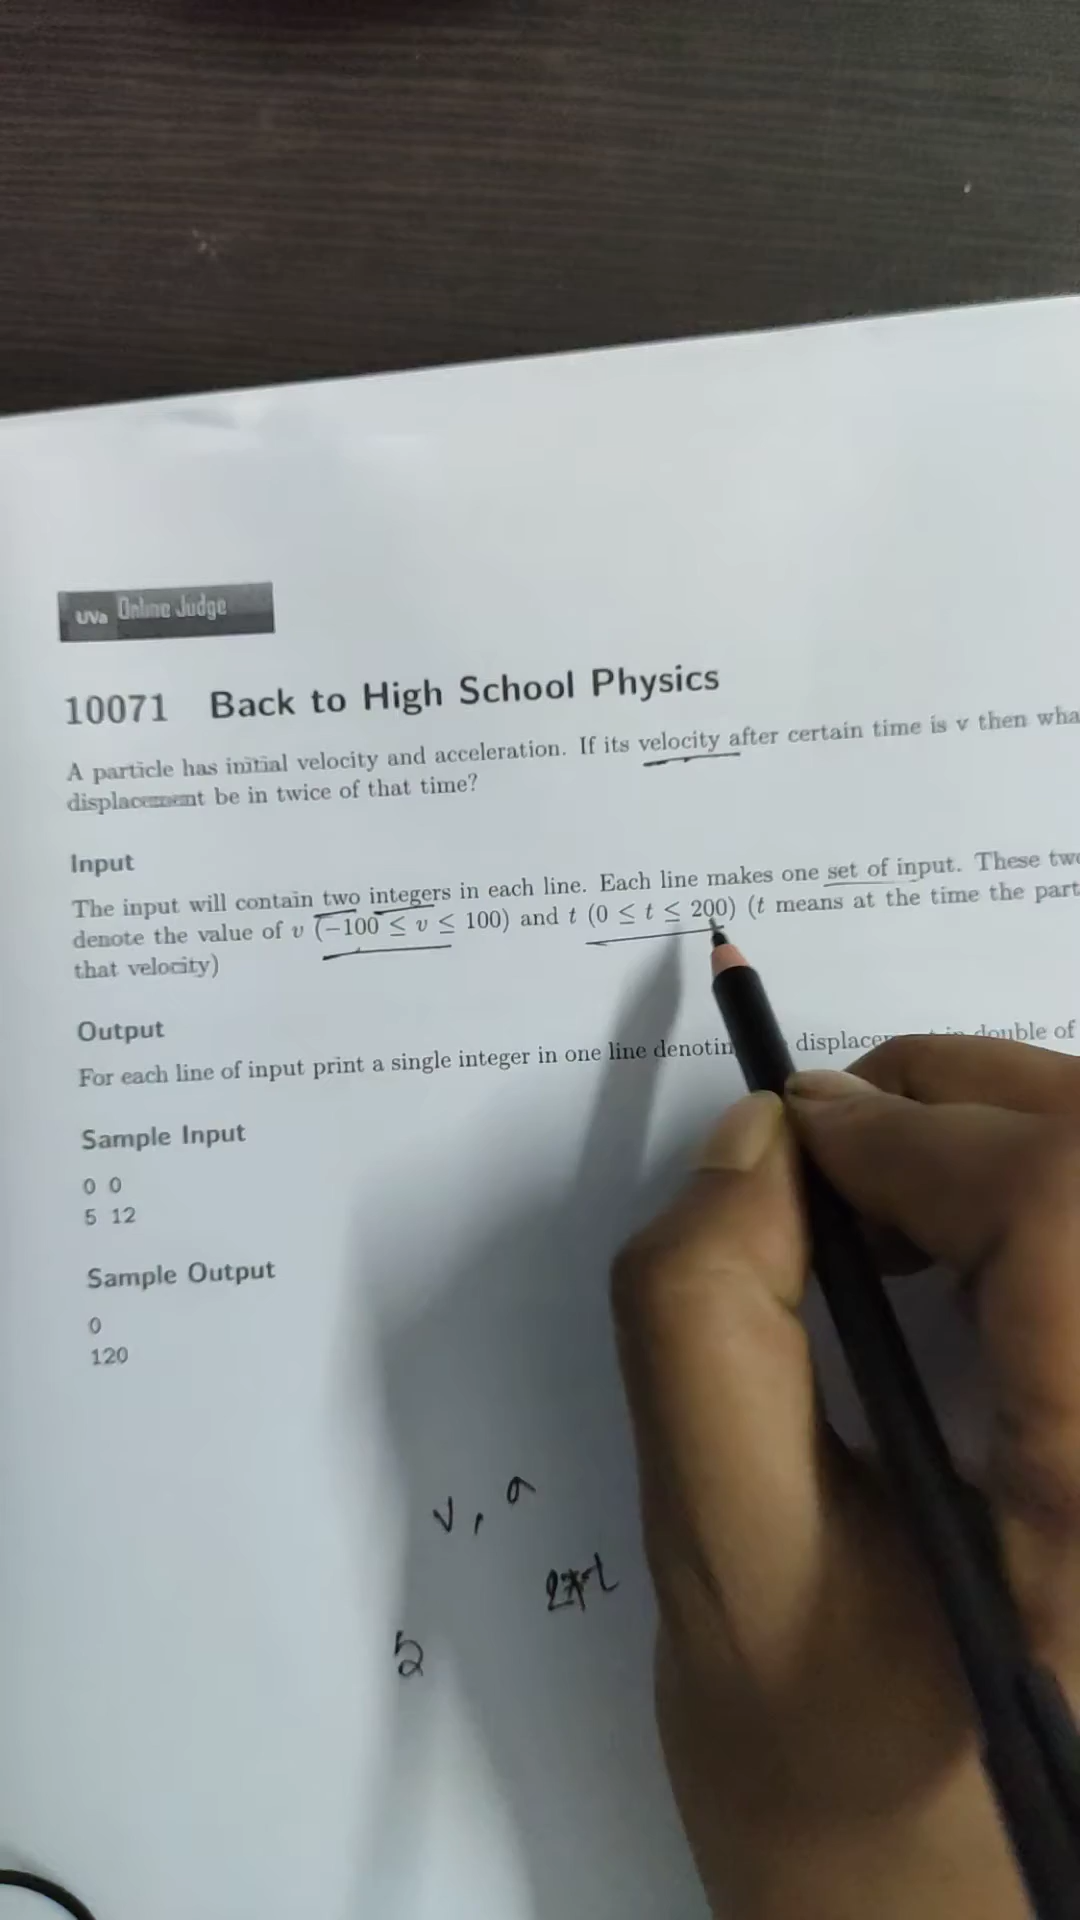 UVa Online Judge
10071 Back to High School Physics
A particle has initial velocity and acceleration. If its velocity after certain time is v then wha
displacement be in twice of that time?
Input
The input will contain two integers in each line. Each line makes one set of input. These two
denote the value of v (−100 ≤ v ≤ 100) and t (0 ≤ t ≤ 200) (t means at the time the part
that velocity)
Output
For each line of input print a single integer in one line denotin displacem in double of
Sample Input
0 0
5 12
Sample Output
0
120
v, a
2*t